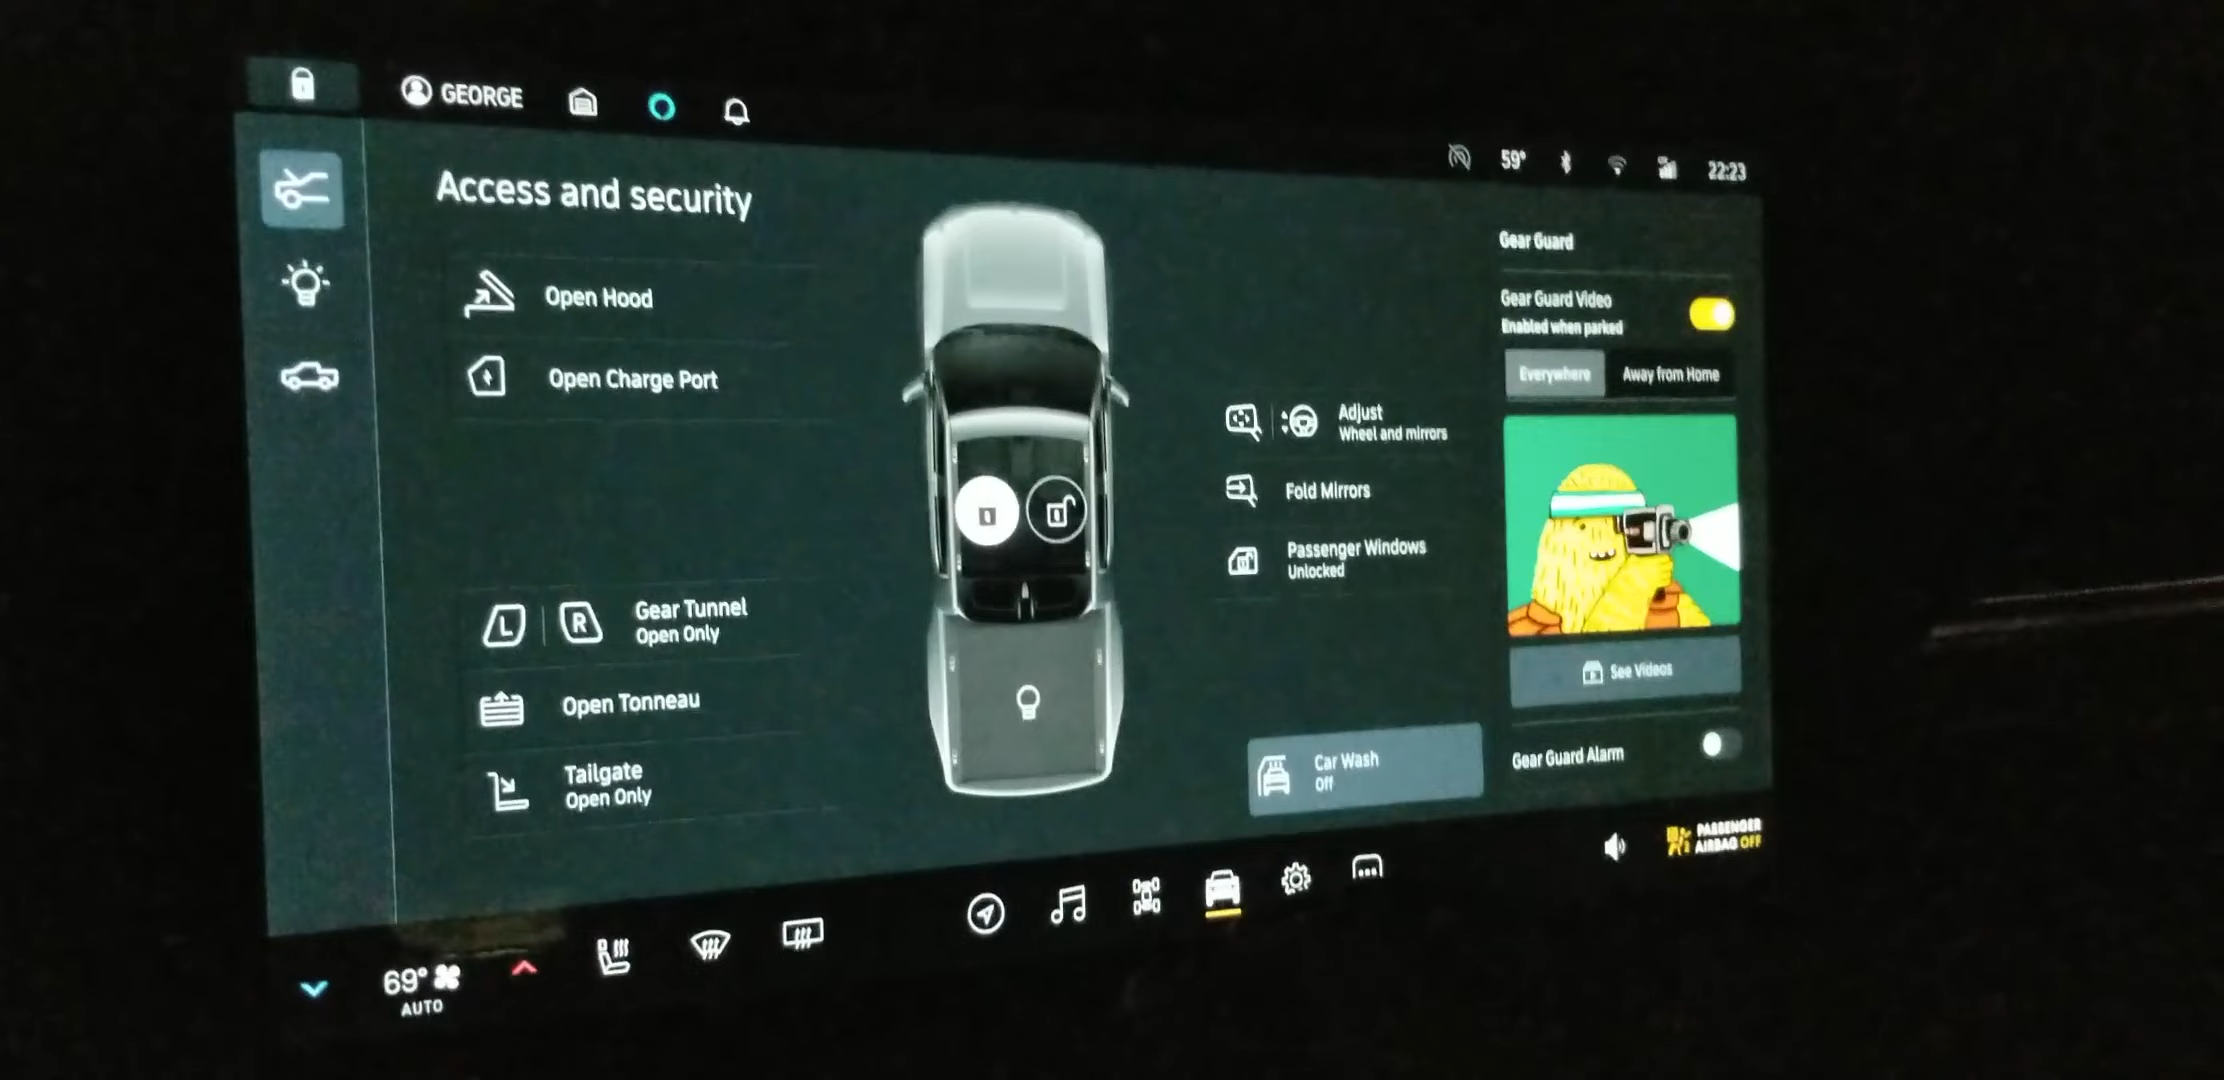 GEORGE
59°
22:23
Access and security
Open Hood
Open Charge Port
L
R
Gear Tunnel
Open Only
Open Tonneau
Tailgate
Open Only
Adjust
Wheel and mirrors
Fold Mirrors
Passenger Windows
Unlocked
Car Wash
Off
Gear Guard
Gear Guard Video
Enabled when parked
Everywhere
Away from Home
See Videos
Gear Guard Alarm
PASSENGER
AIRBAG OFF
69°
AUTO